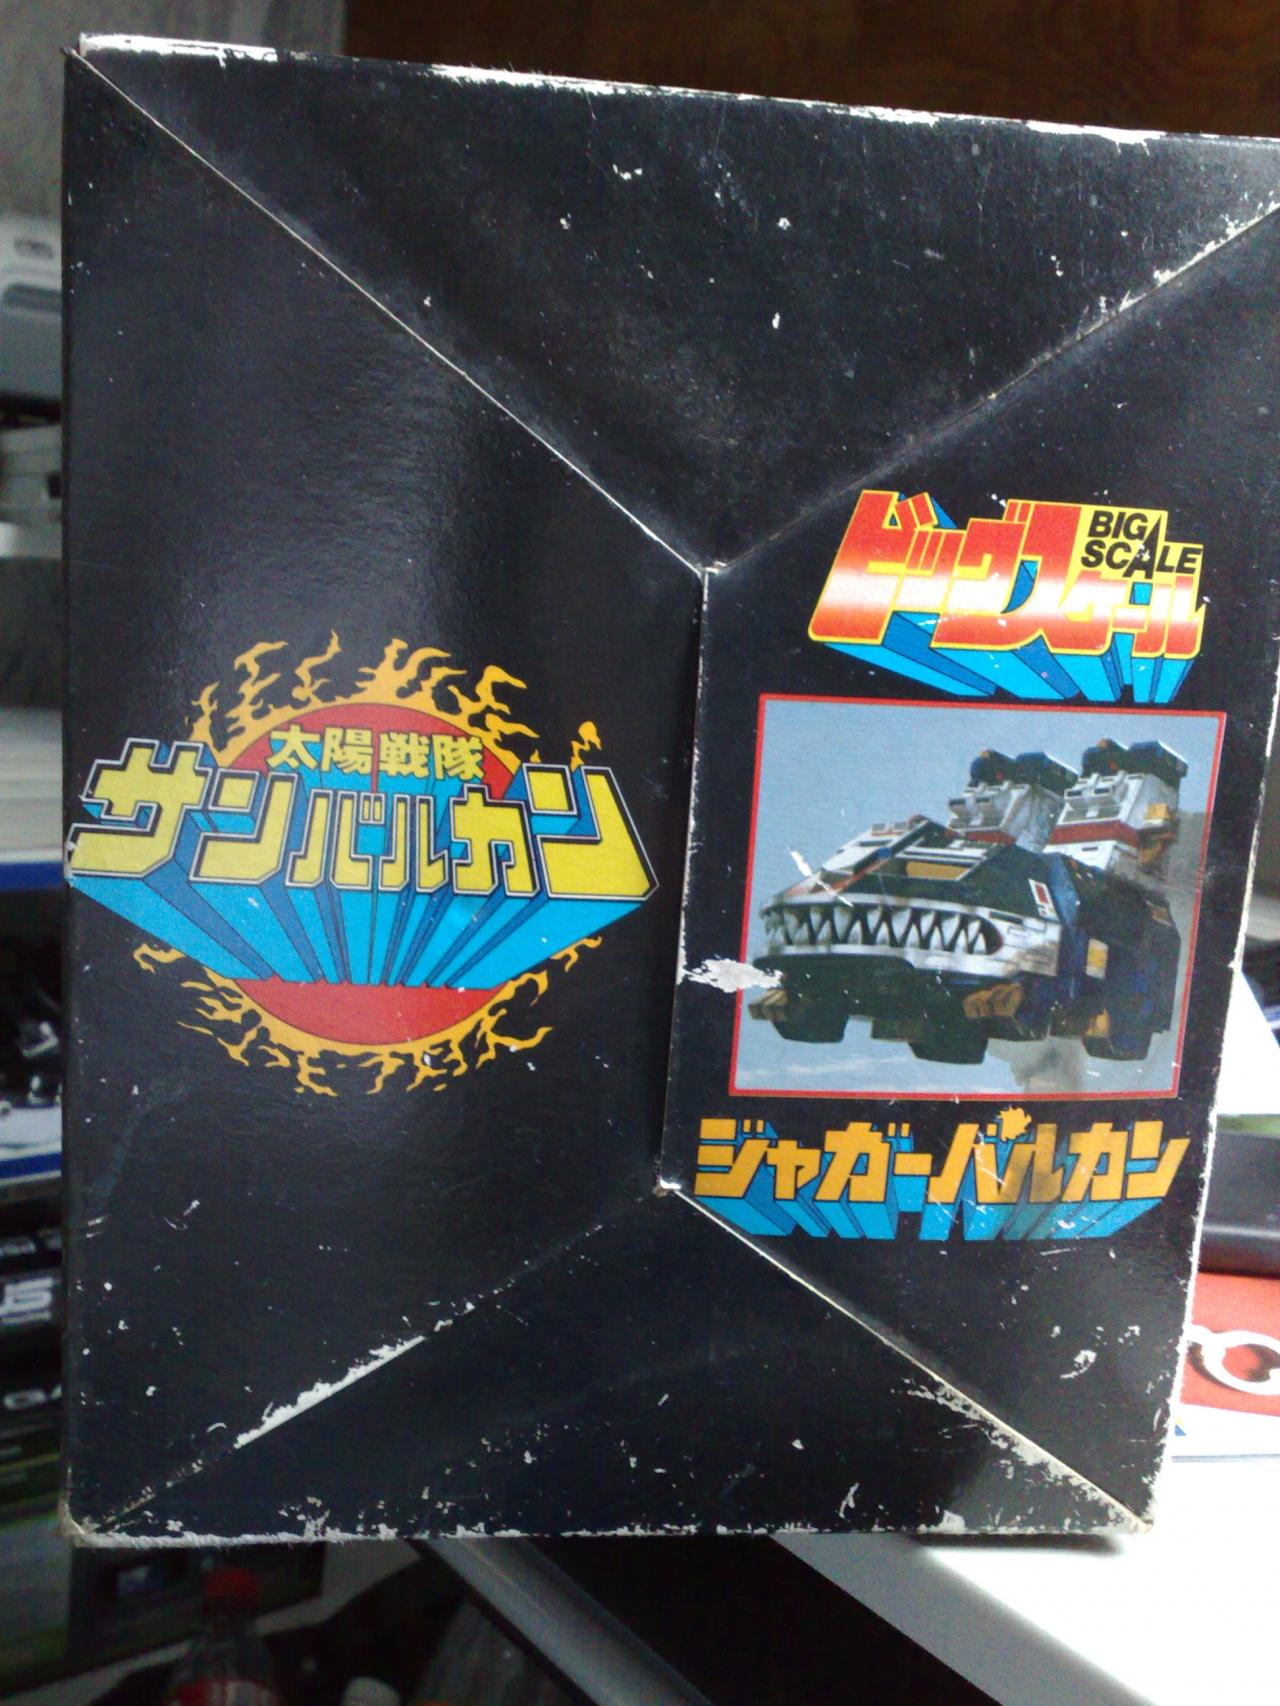 太陽戦隊
サンバルカン
ビッグスケール
BIG
SCALE
ジャガーバルカン